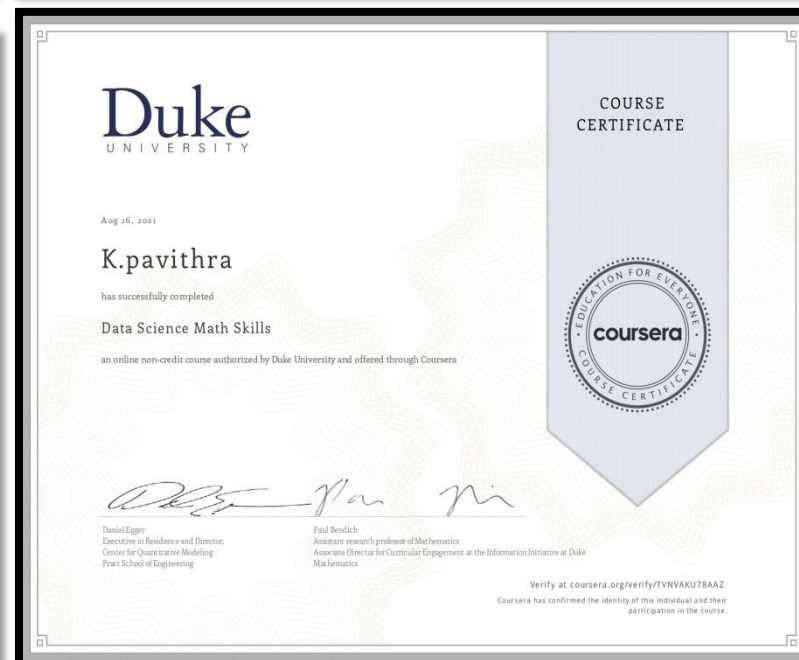 Duke
UNIVERSITY
COURSE
CERTIFICATE
Aug 16, 2021
K.pavithra
has successfully completed
Data Science Math Skills
an online non-credit course authorized by Duke University and offered through Coursera
EDUCATION FOR EVERYONE
coursera
COURSE CERTIFICATE
Daniel Egger
Executive in Residence and Director,
Center for Quantitative Modeling
Pratt School of Engineering
Paul Bendich
Assistant research professor of Mathematics
Associate Director for Curricular Engagement at the Information Initiative at Duke
Mathematics
Verify at coursera.org/verify/TVNVAKU7BAAZ
Coursera has confirmed the identity of this individual and their
participation in the course.